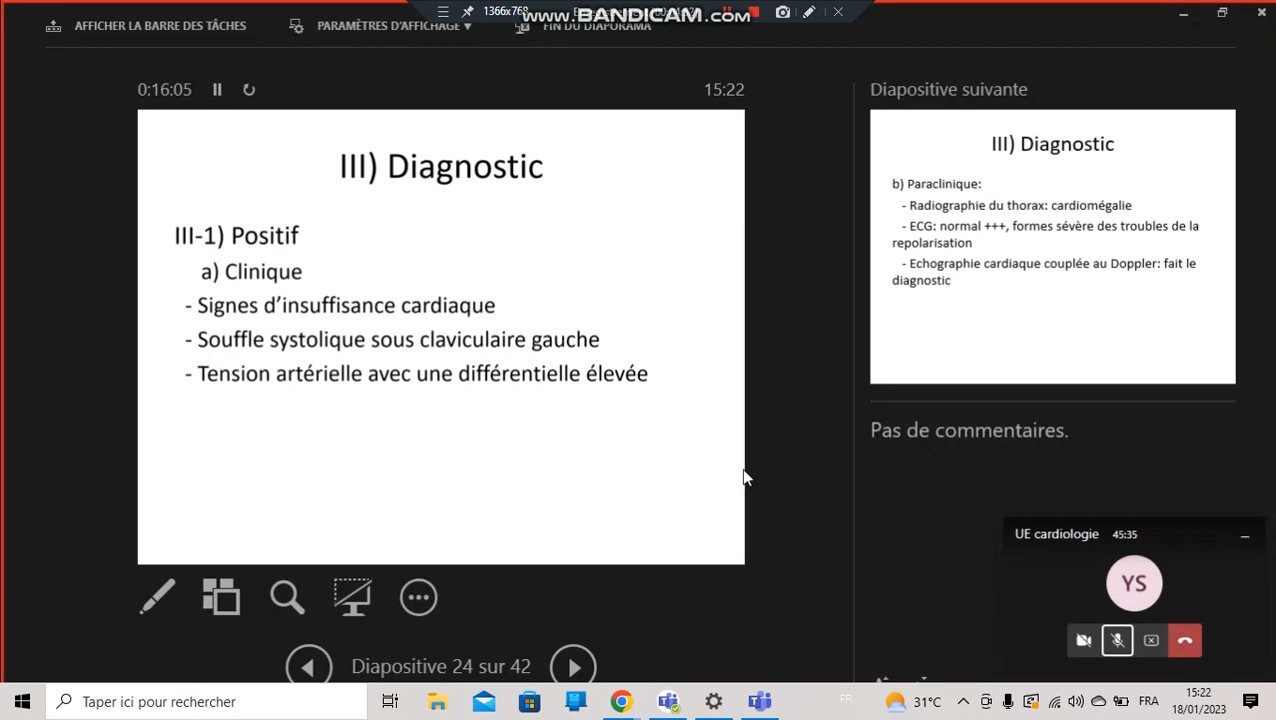 1366x768
www.BANDICAM.com
AFFICHER LA BARRE DES TÂCHES
PARAMÈTRES D'AFFICHAGE
FIN DU DIAPORAMA
0:16:05
15:22
III) Diagnostic
III-1) Positif
a) Clinique
- Signes d’insuffisance cardiaque
- Souffle systolique sous claviculaire gauche
- Tension artérielle avec une différentielle élevée
Diapositive 24 sur 42
Diapositive suivante
III) Diagnostic
b) Paraclinique:
- Radiographie du thorax: cardiomégalie
- ECG: normal +++, formes sévère des troubles de la
repolarisation
- Echographie cardiaque couplée au Doppler: fait le
diagnostic
Pas de commentaires.
UE cardiologie 45:35
YS
Taper ici pour rechercher
FR
31°C
FRA
15:22
18/01/2023